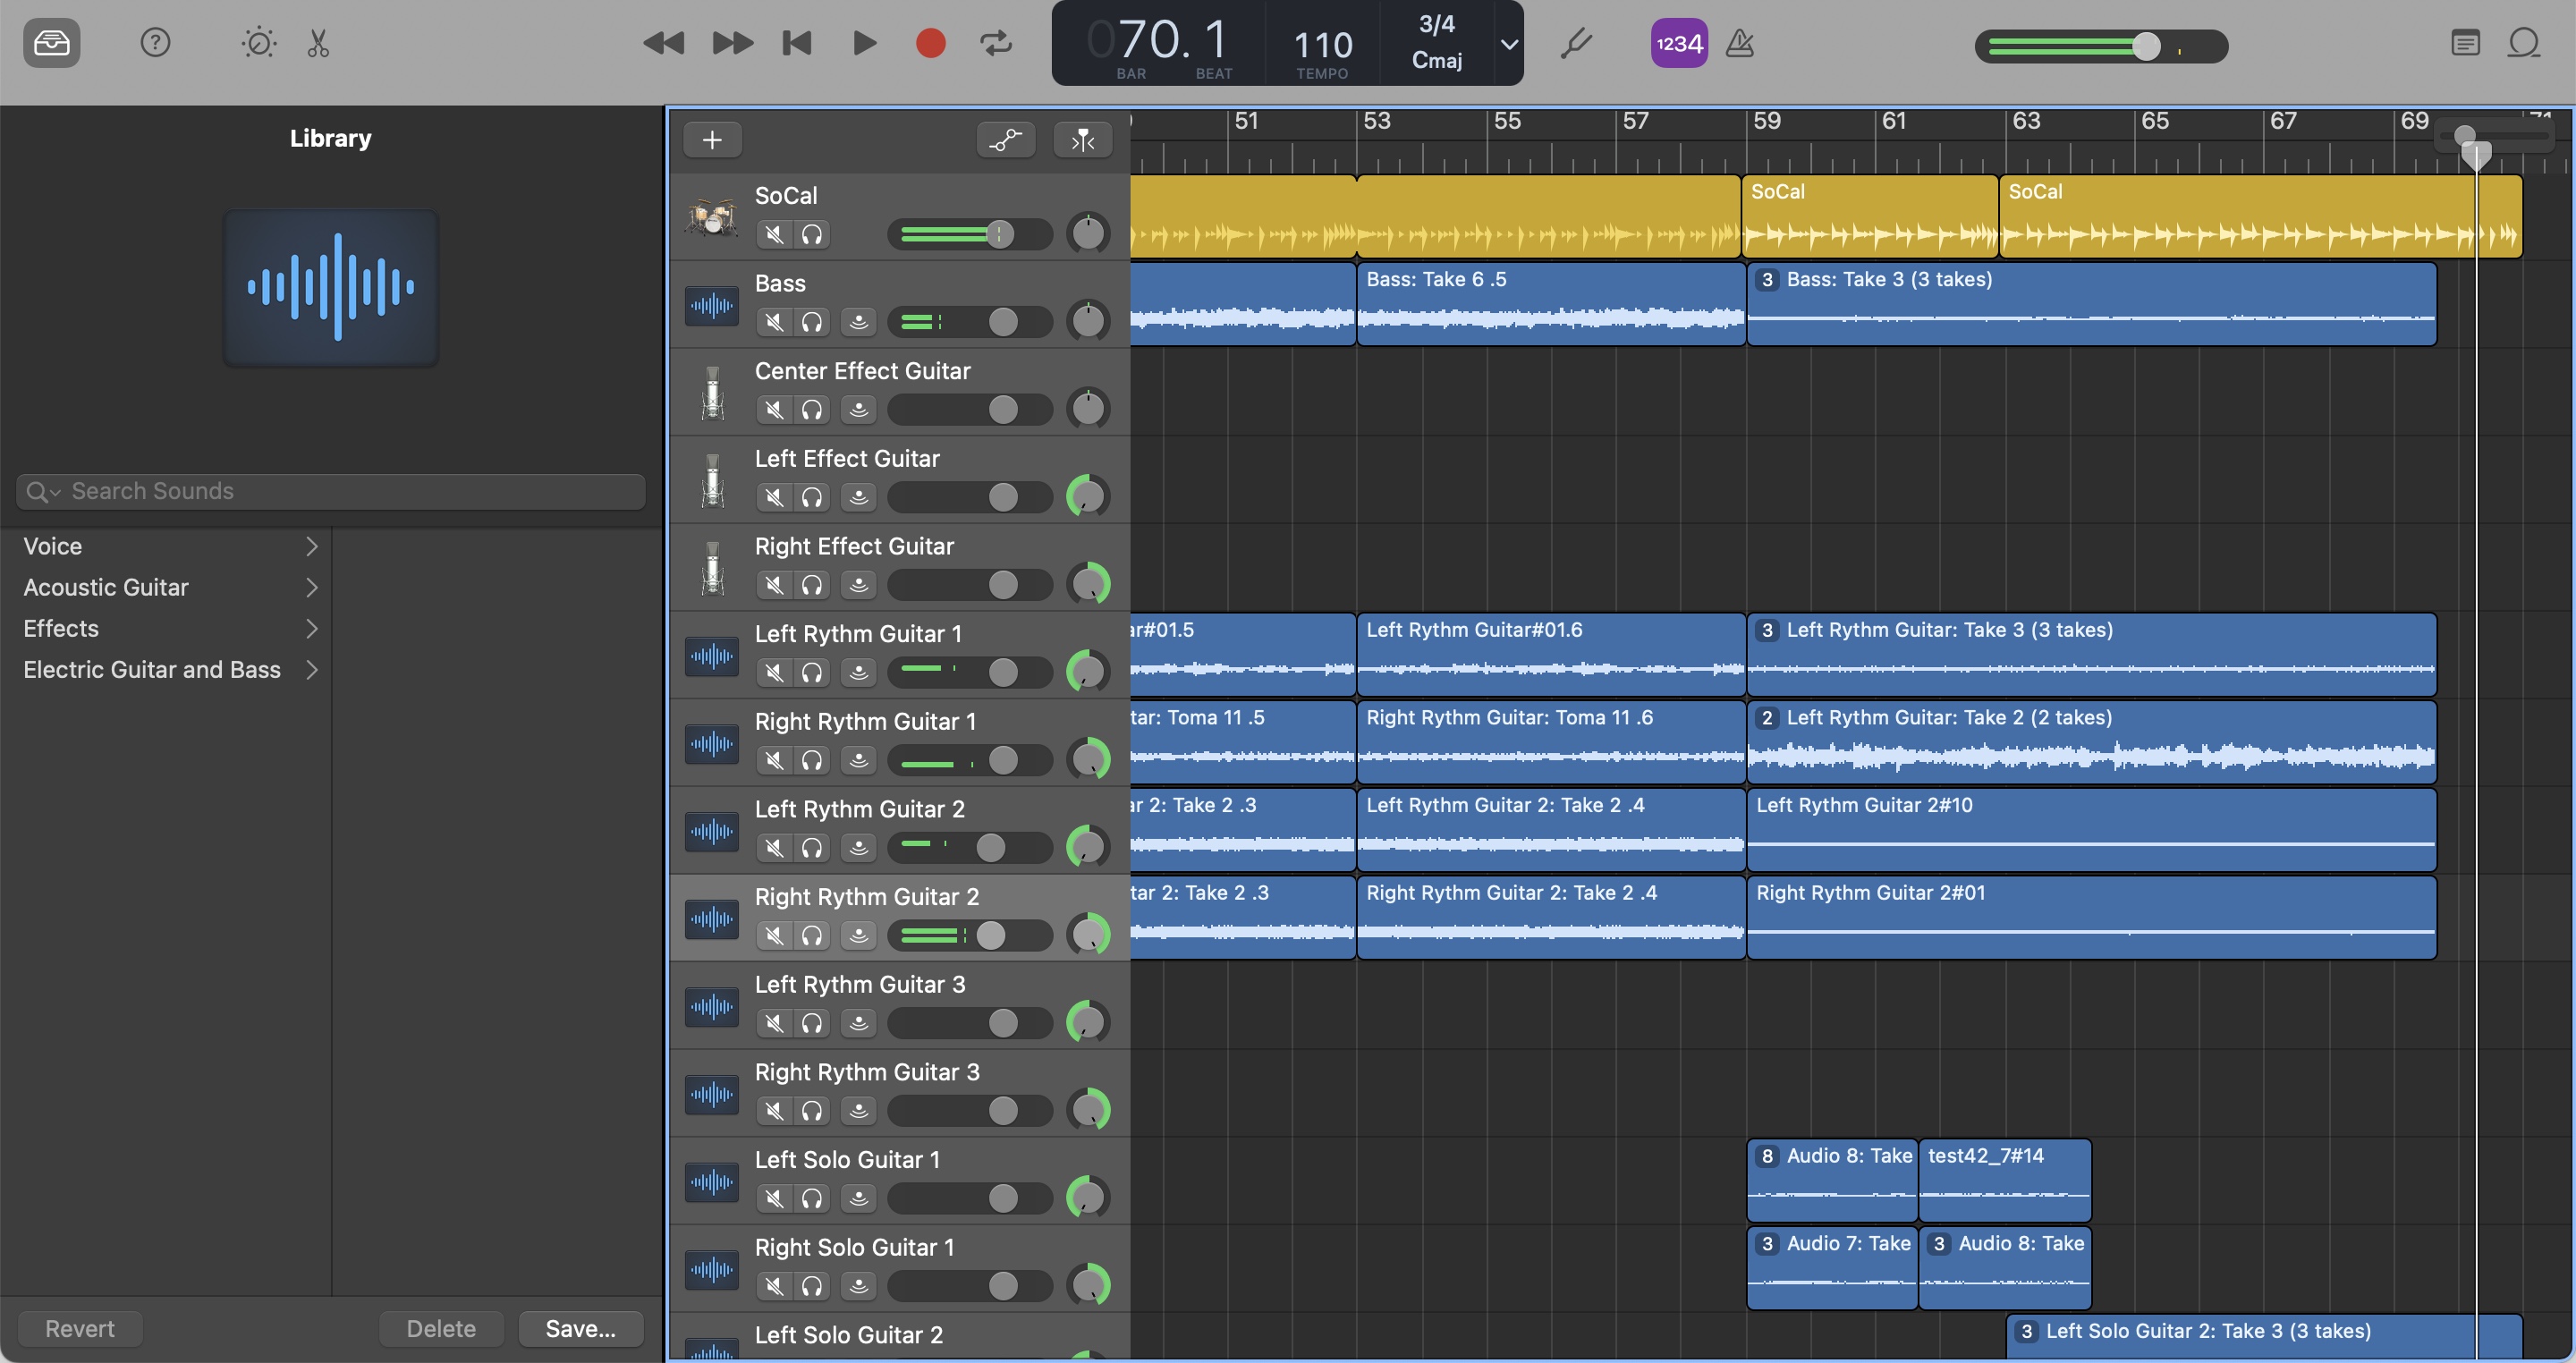 070. 1
BAR
BEAT
110
TEMPO
3/4
Cmaj
1234
Library
Search Sounds
Voice
Acoustic Guitar
Effects
Electric Guitar and Bass
Revert
Delete
Save...
51
53
55
57
59
61
63
65
67
69
71
SoCal
SoCal
SoCal
Bass
Bass: Take 6 .5
3 Bass: Take 3 (3 takes)
Center Effect Guitar
Left Effect Guitar
Right Effect Guitar
Left Rythm Guitar 1
ar#01.5
Left Rythm Guitar#01.6
3 Left Rythm Guitar: Take 3 (3 takes)
Right Rythm Guitar 1
tar: Toma 11 .5
Right Rythm Guitar: Toma 11 .6
2 Left Rythm Guitar: Take 2 (2 takes)
Left Rythm Guitar 2
ar 2: Take 2 .3
Left Rythm Guitar 2: Take 2 .4
Left Rythm Guitar 2#10
Right Rythm Guitar 2
tar 2: Take 2 .3
Right Rythm Guitar 2: Take 2 .4
Right Rythm Guitar 2#01
Left Rythm Guitar 3
Right Rythm Guitar 3
Left Solo Guitar 1
8 Audio 8: Take
test42_7#14
Right Solo Guitar 1
3 Audio 7: Take
3 Audio 8: Take
Left Solo Guitar 2
3 Left Solo Guitar 2: Take 3 (3 takes)